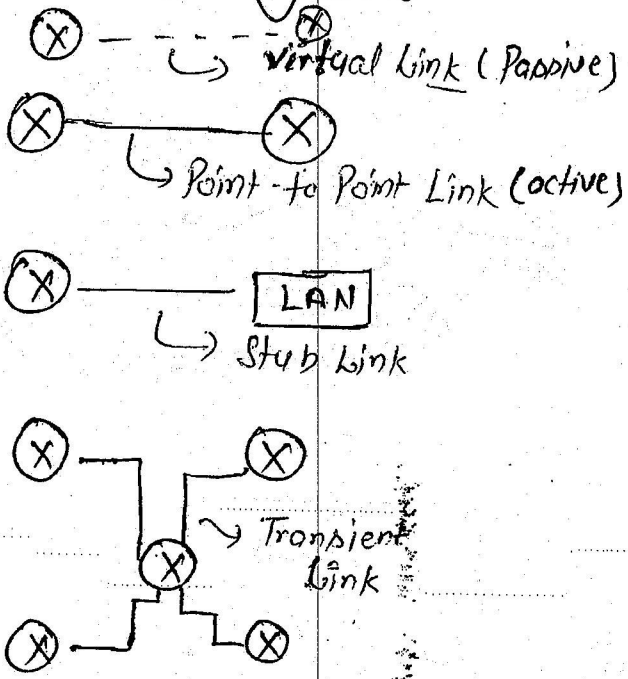 X X
virtual Link (Passive)
X X
Point-to Point Link (active)
X LAN
Stub Link
X X
Transient
Link
X
X X